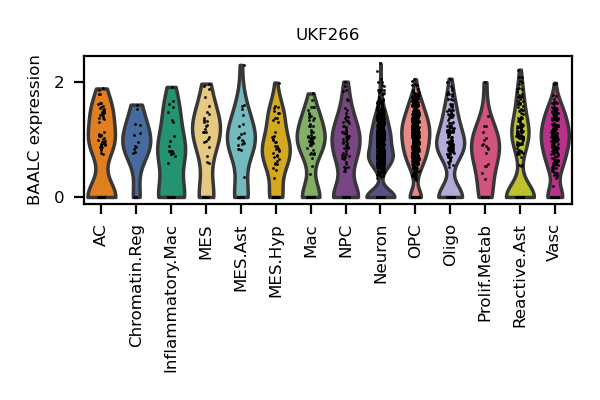 UKF266
BAALC expression
2
0
AC
Chromatin.Reg
Inflammatory.Mac
MES
MES.Ast
MES.Hyp
Mac
NPC
Neuron
OPC
Oligo
Prolif.Metab
Reactive.Ast
Vasc